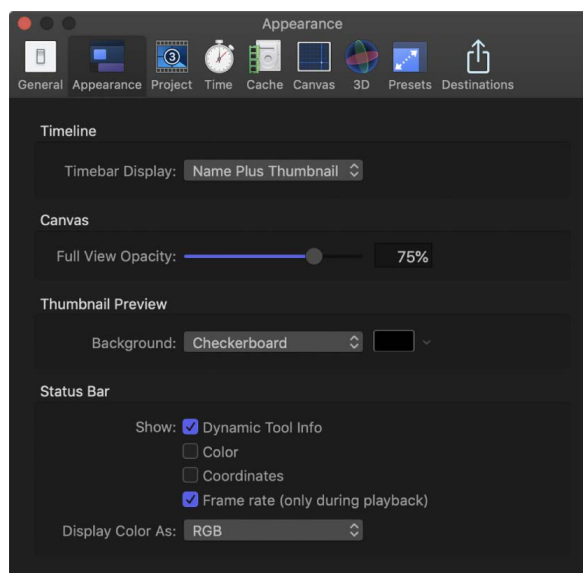 Appearance
3
General Appearance Project Time Cache Canvas 3D Presets Destinations
Timeline
Timebar Display: Name Plus Thumbnail
Canvas
Full View Opacity: 75%
Thumbnail Preview
Background: Checkerboard
Status Bar
Show: Dynamic Tool Info
Color
Coordinates
Frame rate (only during playback)
Display Color As: RGB